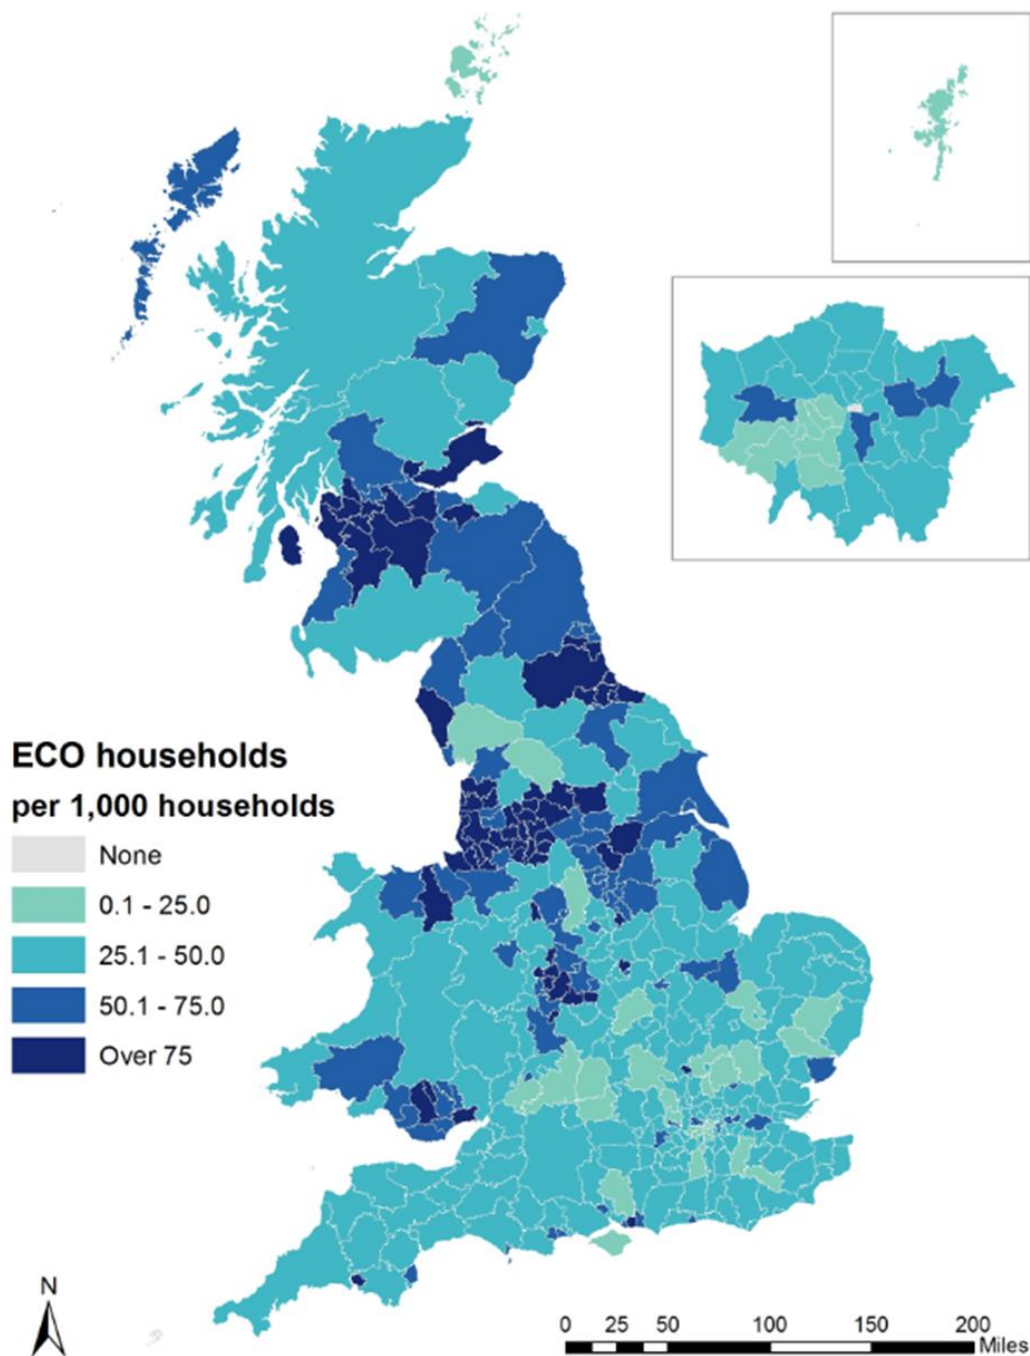 ECO households
per 1,000 households
None
0.1 - 25.0
25.1 - 50.0
50.1 - 75.0
Over 75
N
0 25 50 100 150 200
Miles